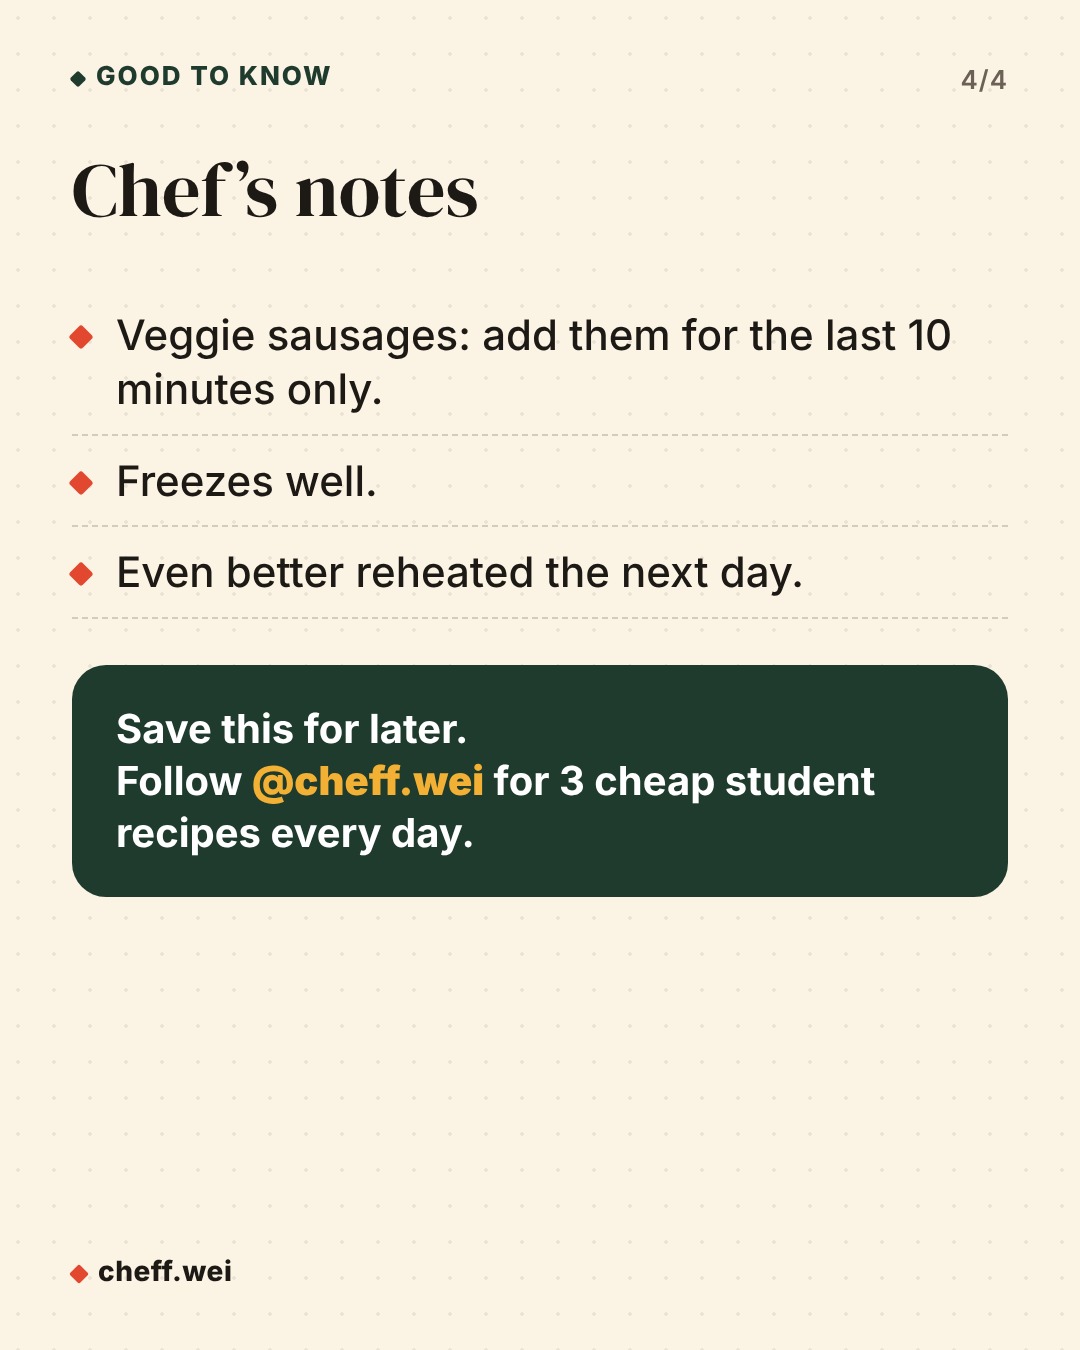 GOOD TO KNOW
4/4
Chef’s notes
Veggie sausages: add them for the last 10
minutes only.
Freezes well.
Even better reheated the next day.
Save this for later.
Follow @cheff.wei for 3 cheap student
recipes every day.
cheff.wei